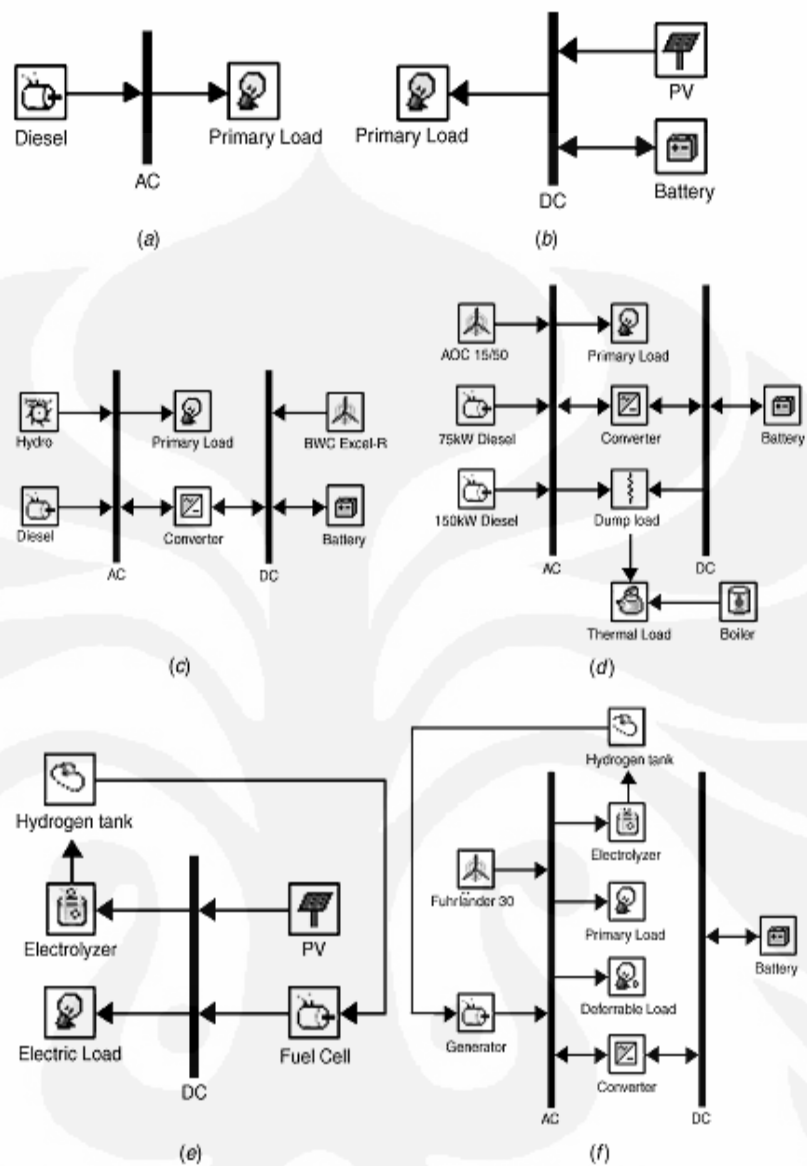 Diesel
AC
Primary Load
(a)
Primary Load
DC
PV
Battery
(b)
Hydro
Diesel
AC
Primary Load
Converter
DC
BWC Excel-R
Battery
(c)
AOC 15/50
75kW Diesel
150kW Diesel
AC
Primary Load
Converter
Dump load
Thermal Load
DC
Battery
Boiler
(d)
Hydrogen tank
Electrolyzer
Electric Load
DC
PV
Fuel Cell
(e)
Hydrogen tank
Electrolyzer
Fuhrländer 30
Primary Load
Deferrable Load
Generator
Converter
AC
DC
Battery
(f)